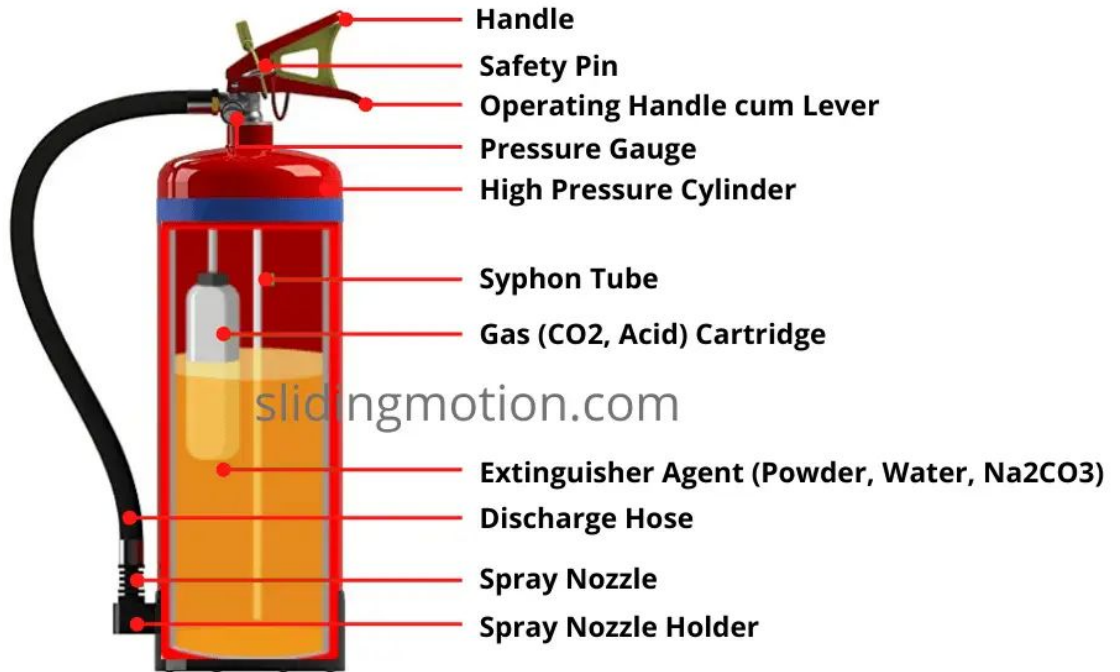 Handle
Safety Pin
Operating Handle cum Lever
Pressure Gauge
High Pressure Cylinder
Syphon Tube
Gas (CO2, Acid) Cartridge
slidingmotion.com
Extinguisher Agent (Powder, Water, Na2CO3)
Discharge Hose
Spray Nozzle
Spray Nozzle Holder